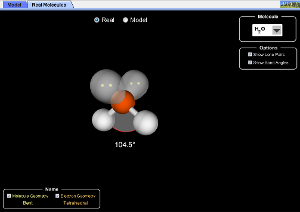 Model
Real Molecules
Real
Model
Molecule
H₂O
Options
Show Lone Pairs
Show Bond Angles
104.5°
Name
Molecule Geometry
Electron Geometry
Bent
Tetrahedral